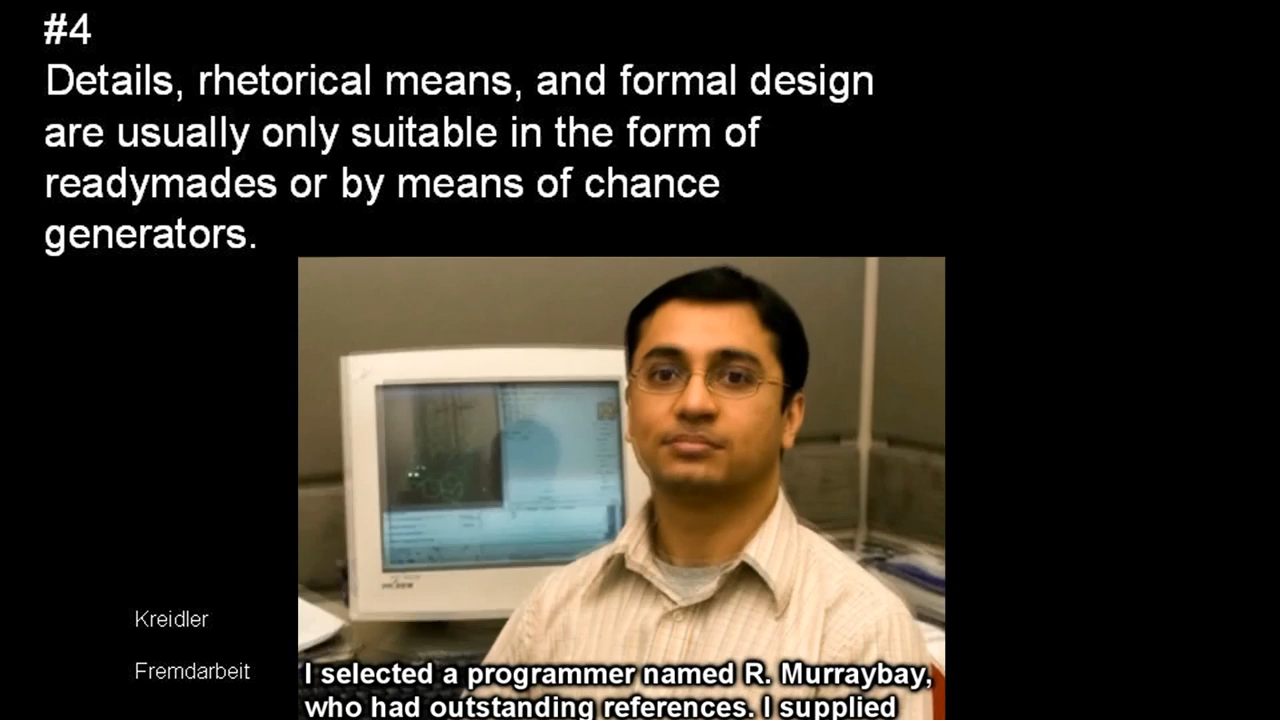 #4
Details, rhetorical means, and formal design
are usually only suitable in the form of
readymades or by means of chance
generators.
Kreidler
Fremdarbeit
I selected a programmer named R. Murraybay,
who had outstanding references. I supplied